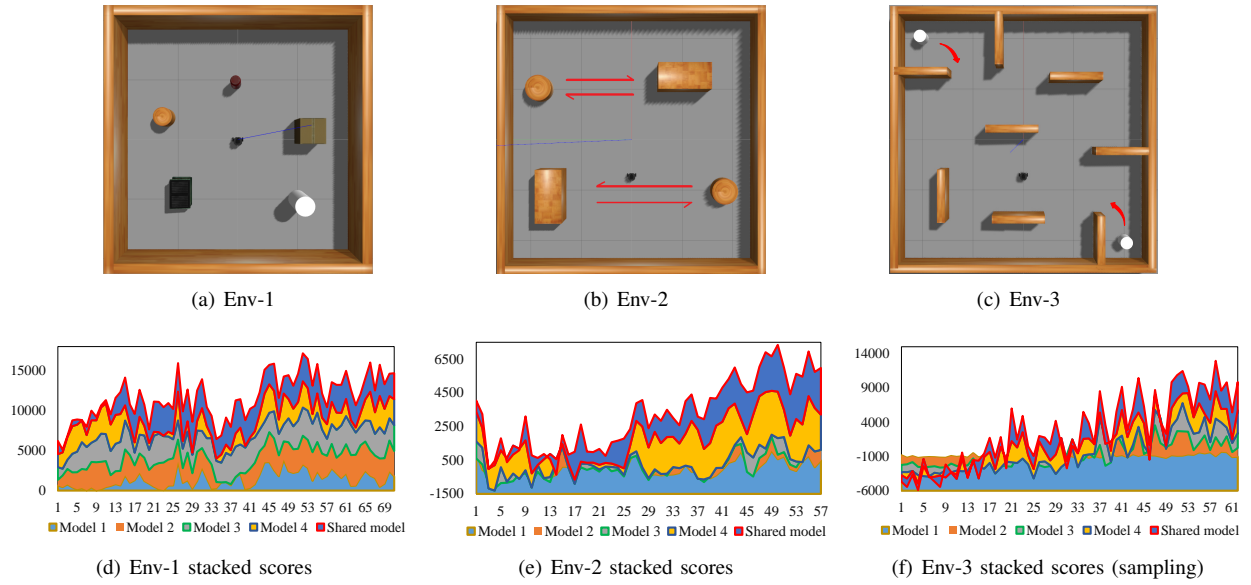 (a) Env-1
(b) Env-2
(c) Env-3
15000
10000
5000
0
1 5 9 13 17 21 25 29 33 37 41 45 49 53 57 61 65 69
Model 1 Model 2 Model 3 Model 4 Shared model
(d) Env-1 stacked scores
6500
4500
2500
500
-1500
1 5 9 13 17 21 25 29 33 37 41 45 49 53 57
Model 1 Model 2 Model 3 Model 4 Shared model
(e) Env-2 stacked scores
14000
9000
4000
-1000
-6000
1 5 9 13 17 21 25 29 33 37 41 45 49 53 57 61
Model 1 Model 2 Model 3 Model 4 Shared model
(f) Env-3 stacked scores (sampling)